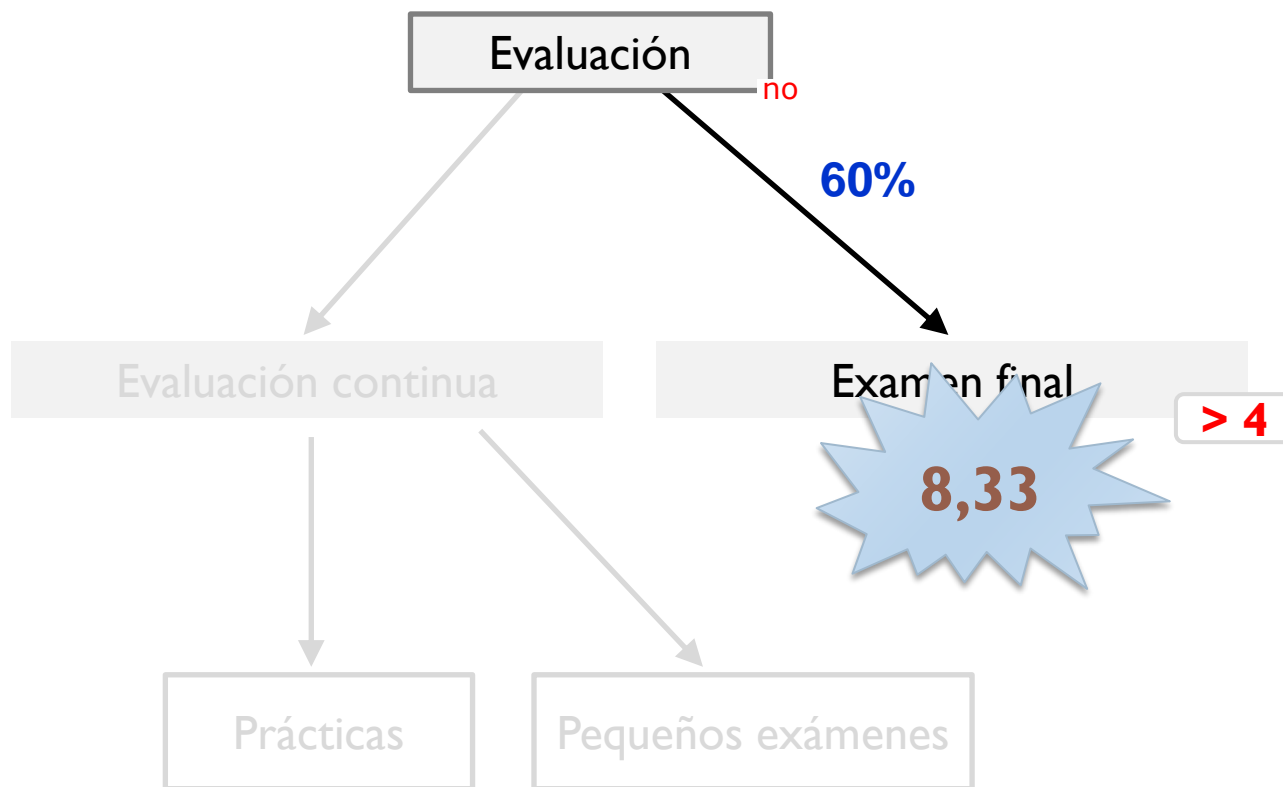 Evaluación
no
60%
Evaluación continua
Examen final
> 4
8,33
Prácticas
Pequeños exámenes